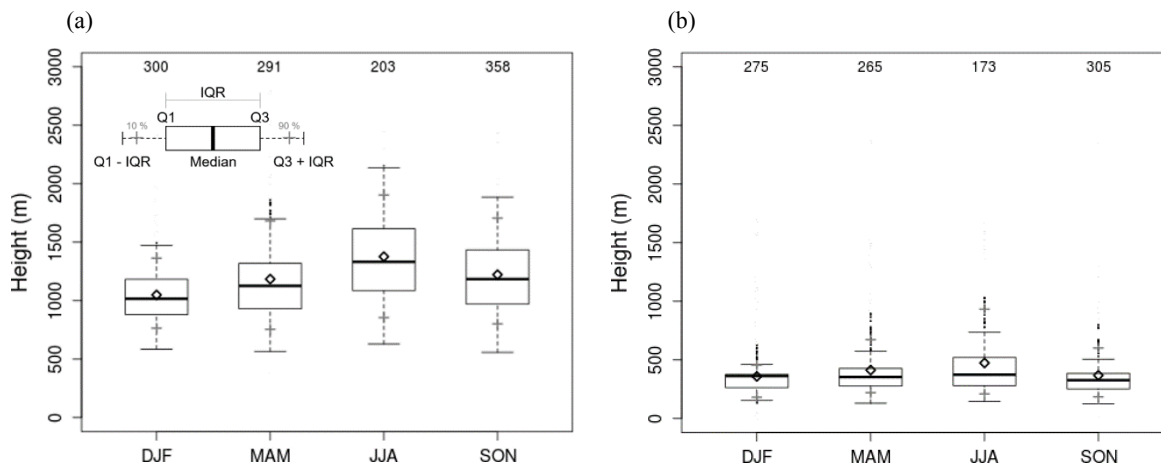 (a)
(b)
300 291 203 358
IQR
Q1 Q3
10 % 90 %
Q1 - IQR Median Q3 + IQR
Height (m)
3000
2500
2000
1500
1000
500
0
DJF MAM JJA SON
275 265 173 305
Height (m)
3000
2500
2000
1500
1000
500
0
DJF MAM JJA SON